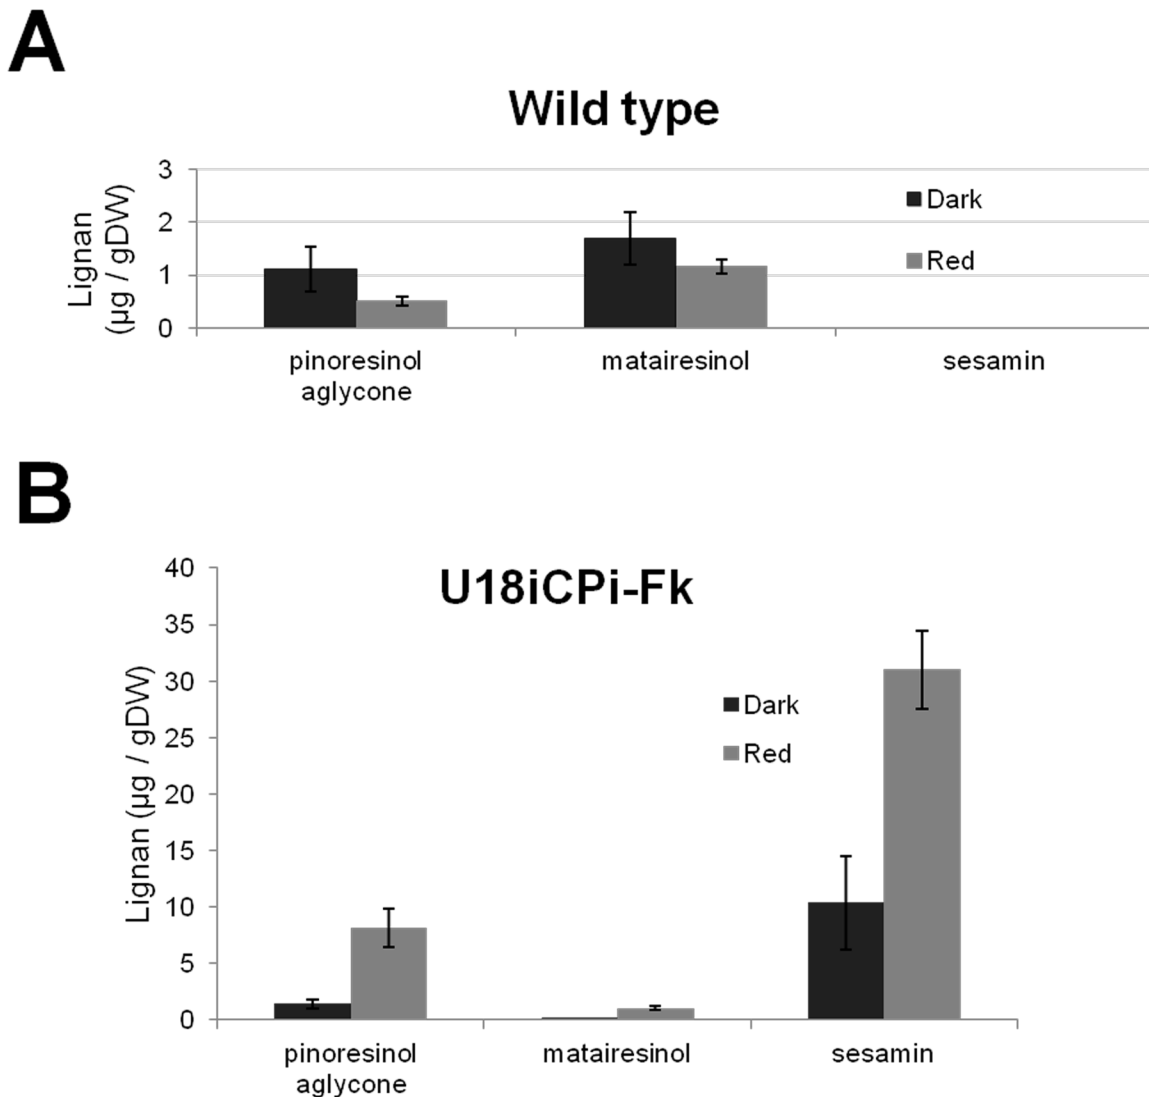 A
Wild type
3
2
1
0
Lignan
(µg / gDW)
Dark
Red
pinoresinol
aglycone
matairesinol
sesamin
B
U18iCPi-Fk
40
35
30
25
20
15
10
5
0
Lignan (µg / gDW)
Dark
Red
pinoresinol
aglycone
matairesinol
sesamin